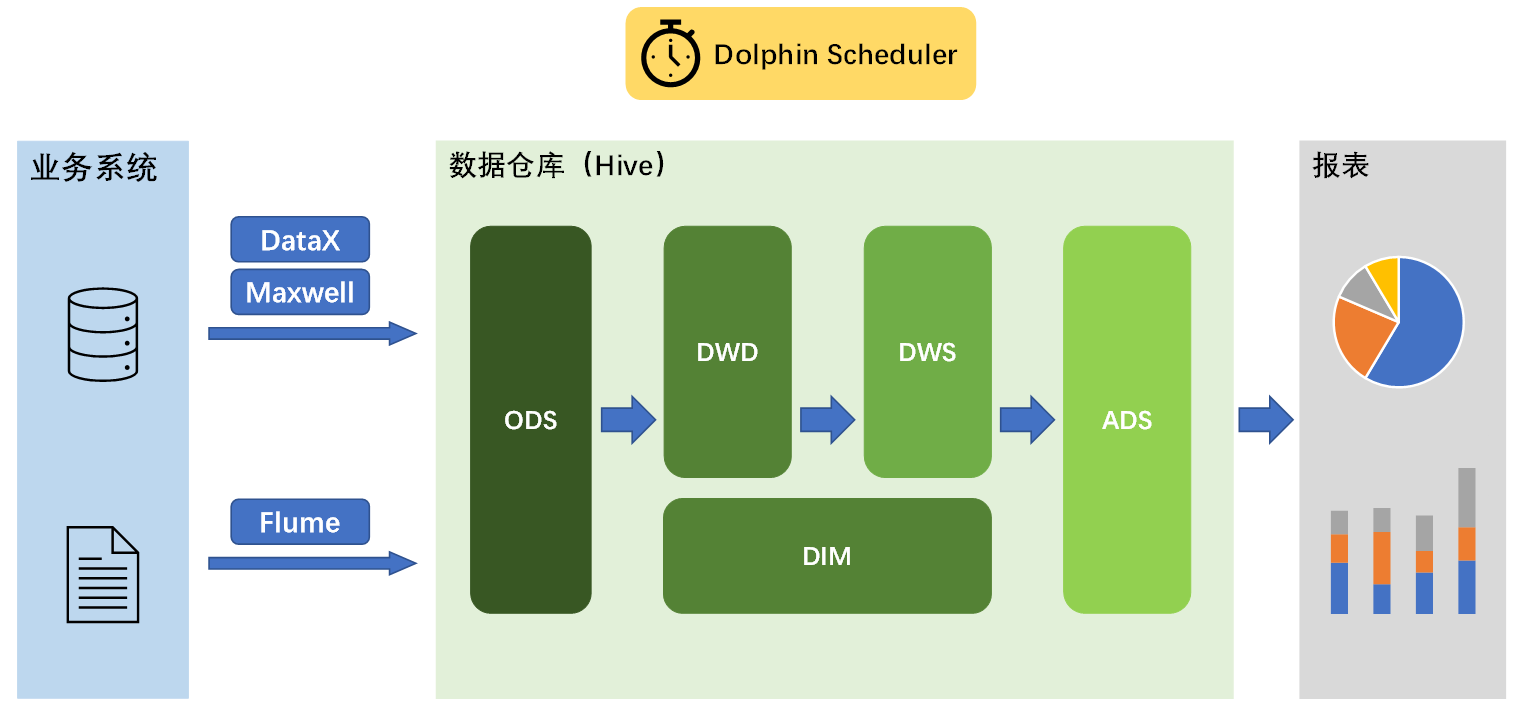 Dolphin Scheduler
业务系统
DataX
Maxwell
Flume
数据仓库（Hive）
ODS
DWD
DWS
DIM
ADS
报表